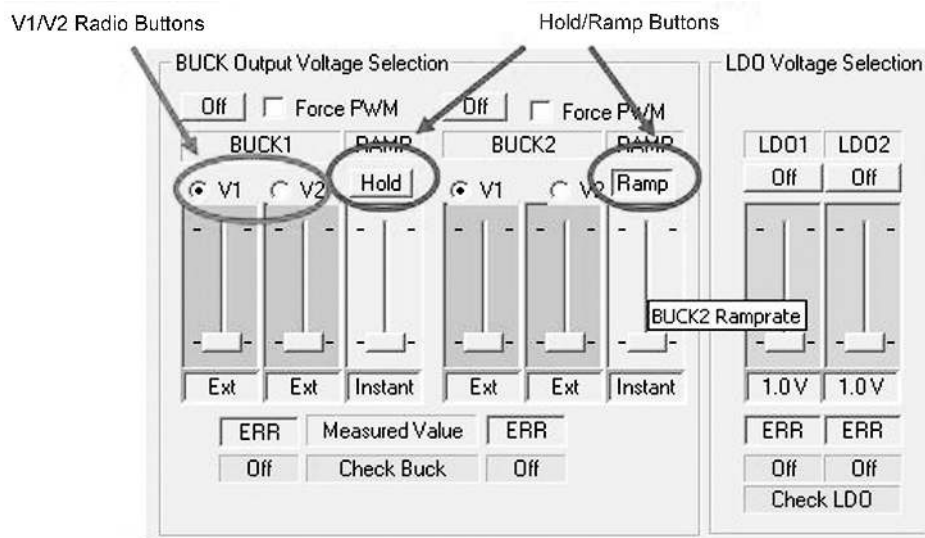 V1/V2 Radio Buttons
Hold/Ramp Buttons
BUCK Output Voltage Selection
LDO Voltage Selection
Off
Force PWM
Off
Force PWM
BUCK1
RAMP
BUCK2
RAMP
LDO1
LDO2
V1
V2
Hold
V1
V2
Ramp
Off
Off
BUCK2 Ramprate
Ext
Ext
Instant
Ext
Ext
Instant
1.0 V
1.0 V
ERR
Measured Value
ERR
ERR
ERR
Off
Check Buck
Off
Off
Off
Check LDO